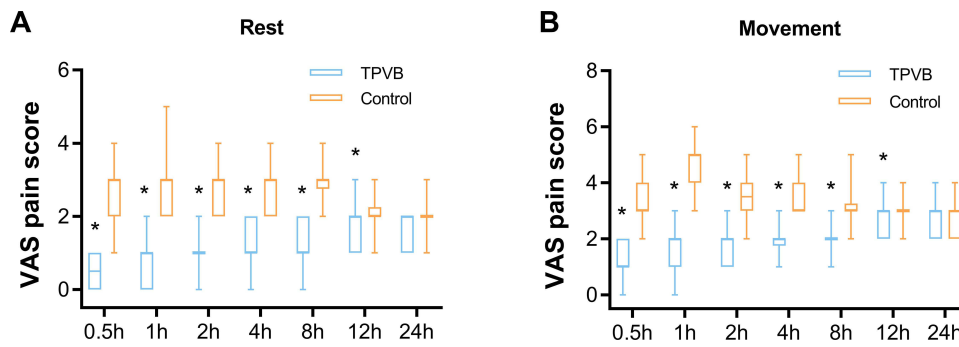 A
Rest
VAS pain score
6
4
2
0
TPVB
Control
*
*
*
*
*
*
0.5h 1h 2h 4h 8h 12h 24h
B
Movement
VAS pain score
8
6
4
2
0
TPVB
Control
*
*
*
*
*
*
0.5h 1h 2h 4h 8h 12h 24h